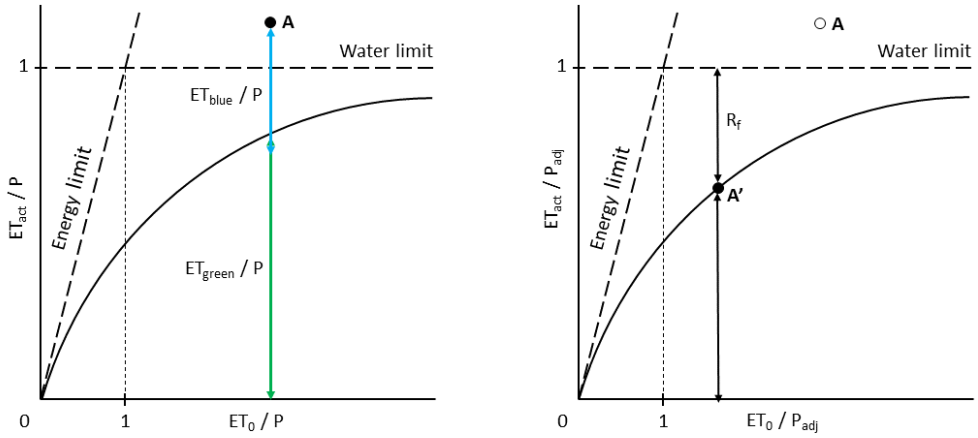 A
Water limit
1
ET_blue / P
Energy limit
ET_act / P
ET_green / P
0
1
ET_0 / P
A
Water limit
1
R_f
Energy limit
ET_act / P_adj
A’
0
1
ET_0 / P_adj